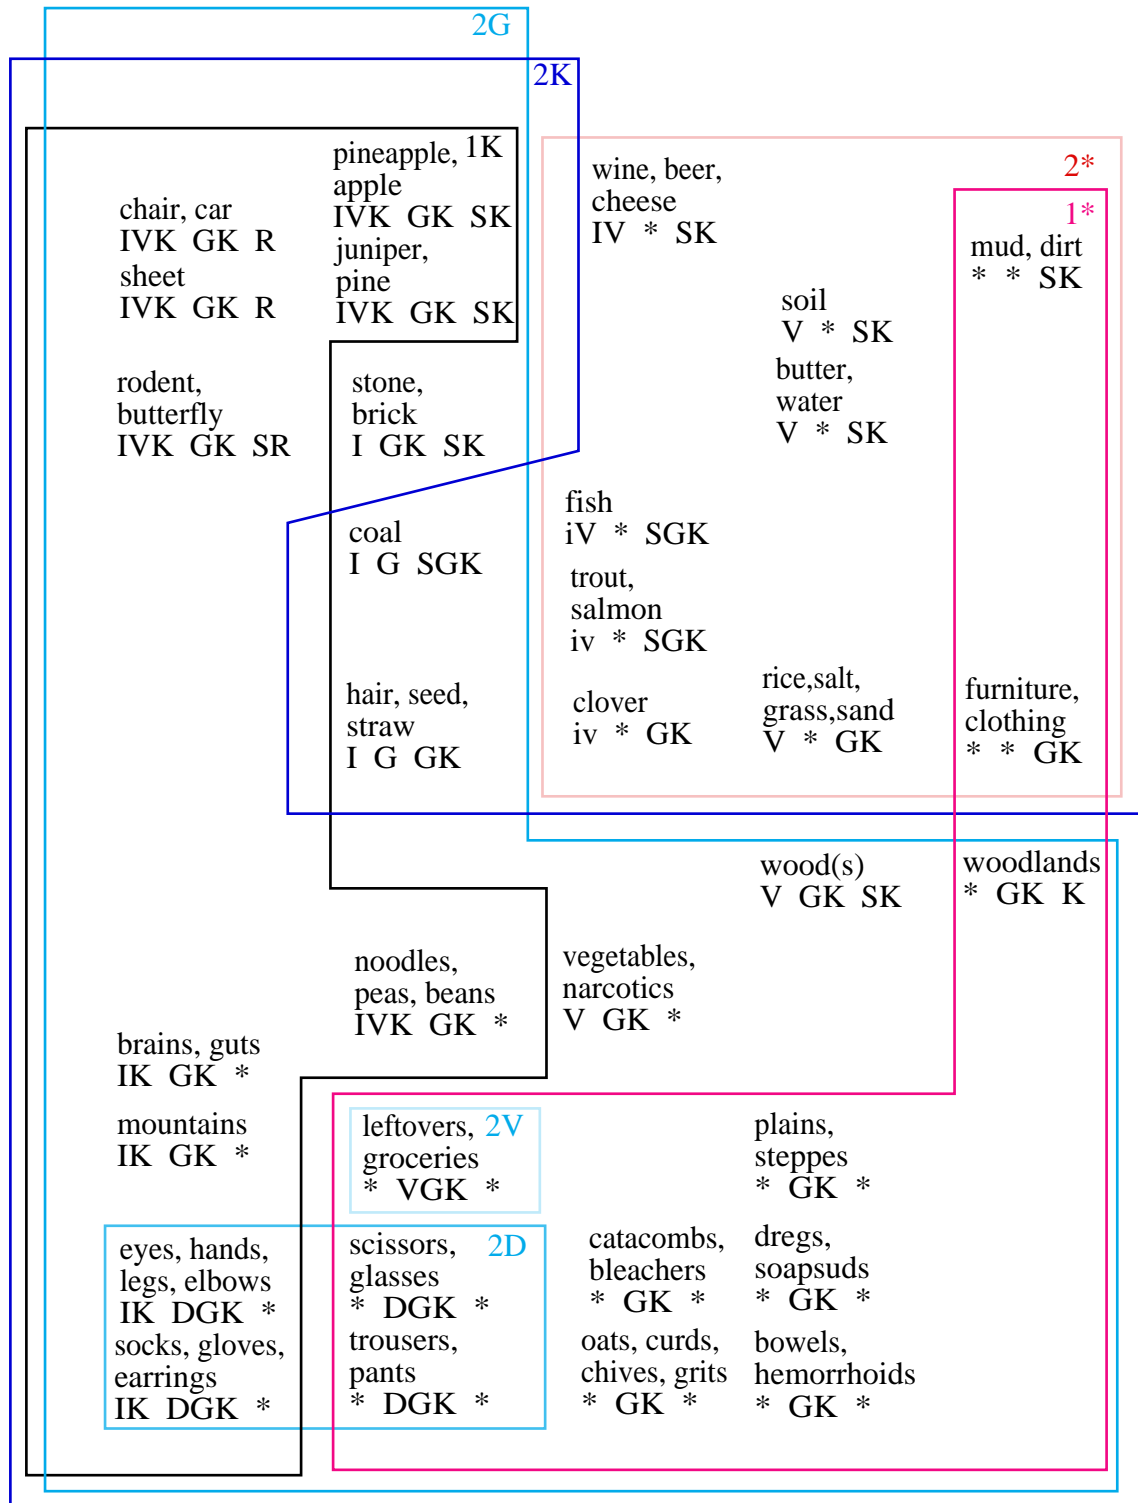 2G
2K
1K
pineapple,
apple
IVK GK SK
juniper,
pine
IVK GK SK
chair, car
IVK GK R
sheet
IVK GK R
rodent,
butterfly
IVK GK SR
stone,
brick
I GK SK
coal
I G SGK
hair, seed,
straw
I G GK
2*
1*
wine, beer,
cheese
IV * SK
mud, dirt
* * SK
soil
V * SK
butter,
water
V * SK
fish
iV * SGK
trout,
salmon
iv * SGK
clover
iv * GK
rice,salt,
grass,sand
V * GK
furniture,
clothing
* * GK
wood(s)
V GK SK
woodlands
* GK K
noodles,
peas, beans
IVK GK *
vegetables,
narcotics
V GK *
brains, guts
IK GK *
mountains
IK GK *
leftovers, 2V
groceries
* VGK *
plains,
steppes
* GK *
eyes, hands,
legs, elbows
IK DGK *
socks, gloves,
earrings
IK DGK *
scissors, 2D
glasses
* DGK *
trousers,
pants
* DGK *
catacombs,
bleachers
* GK *
oats, curds,
chives, grits
* GK *
dregs,
soapsuds
* GK *
bowels,
hemorrhoids
* GK *